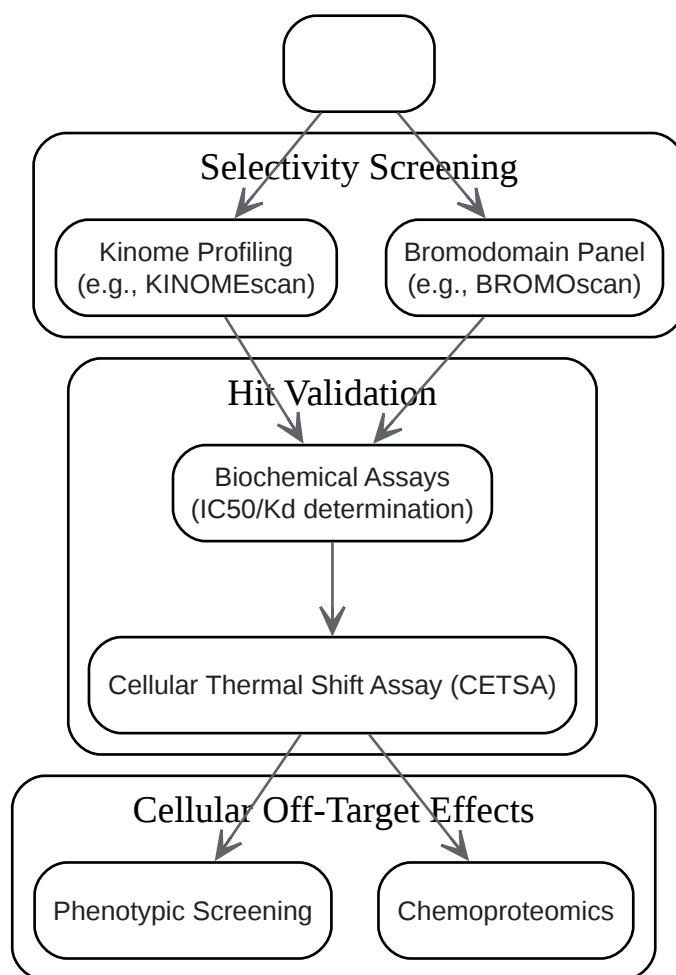 Selectivity Screening
Kinome Profiling
(e.g., KINOMEscan)
Bromodomain Panel
(e.g., BROMOscan)
Hit Validation
Biochemical Assays
(IC50/Kd determination)
Cellular Thermal Shift Assay (CETSA)
Cellular Off-Target Effects
Phenotypic Screening
Chemoproteomics